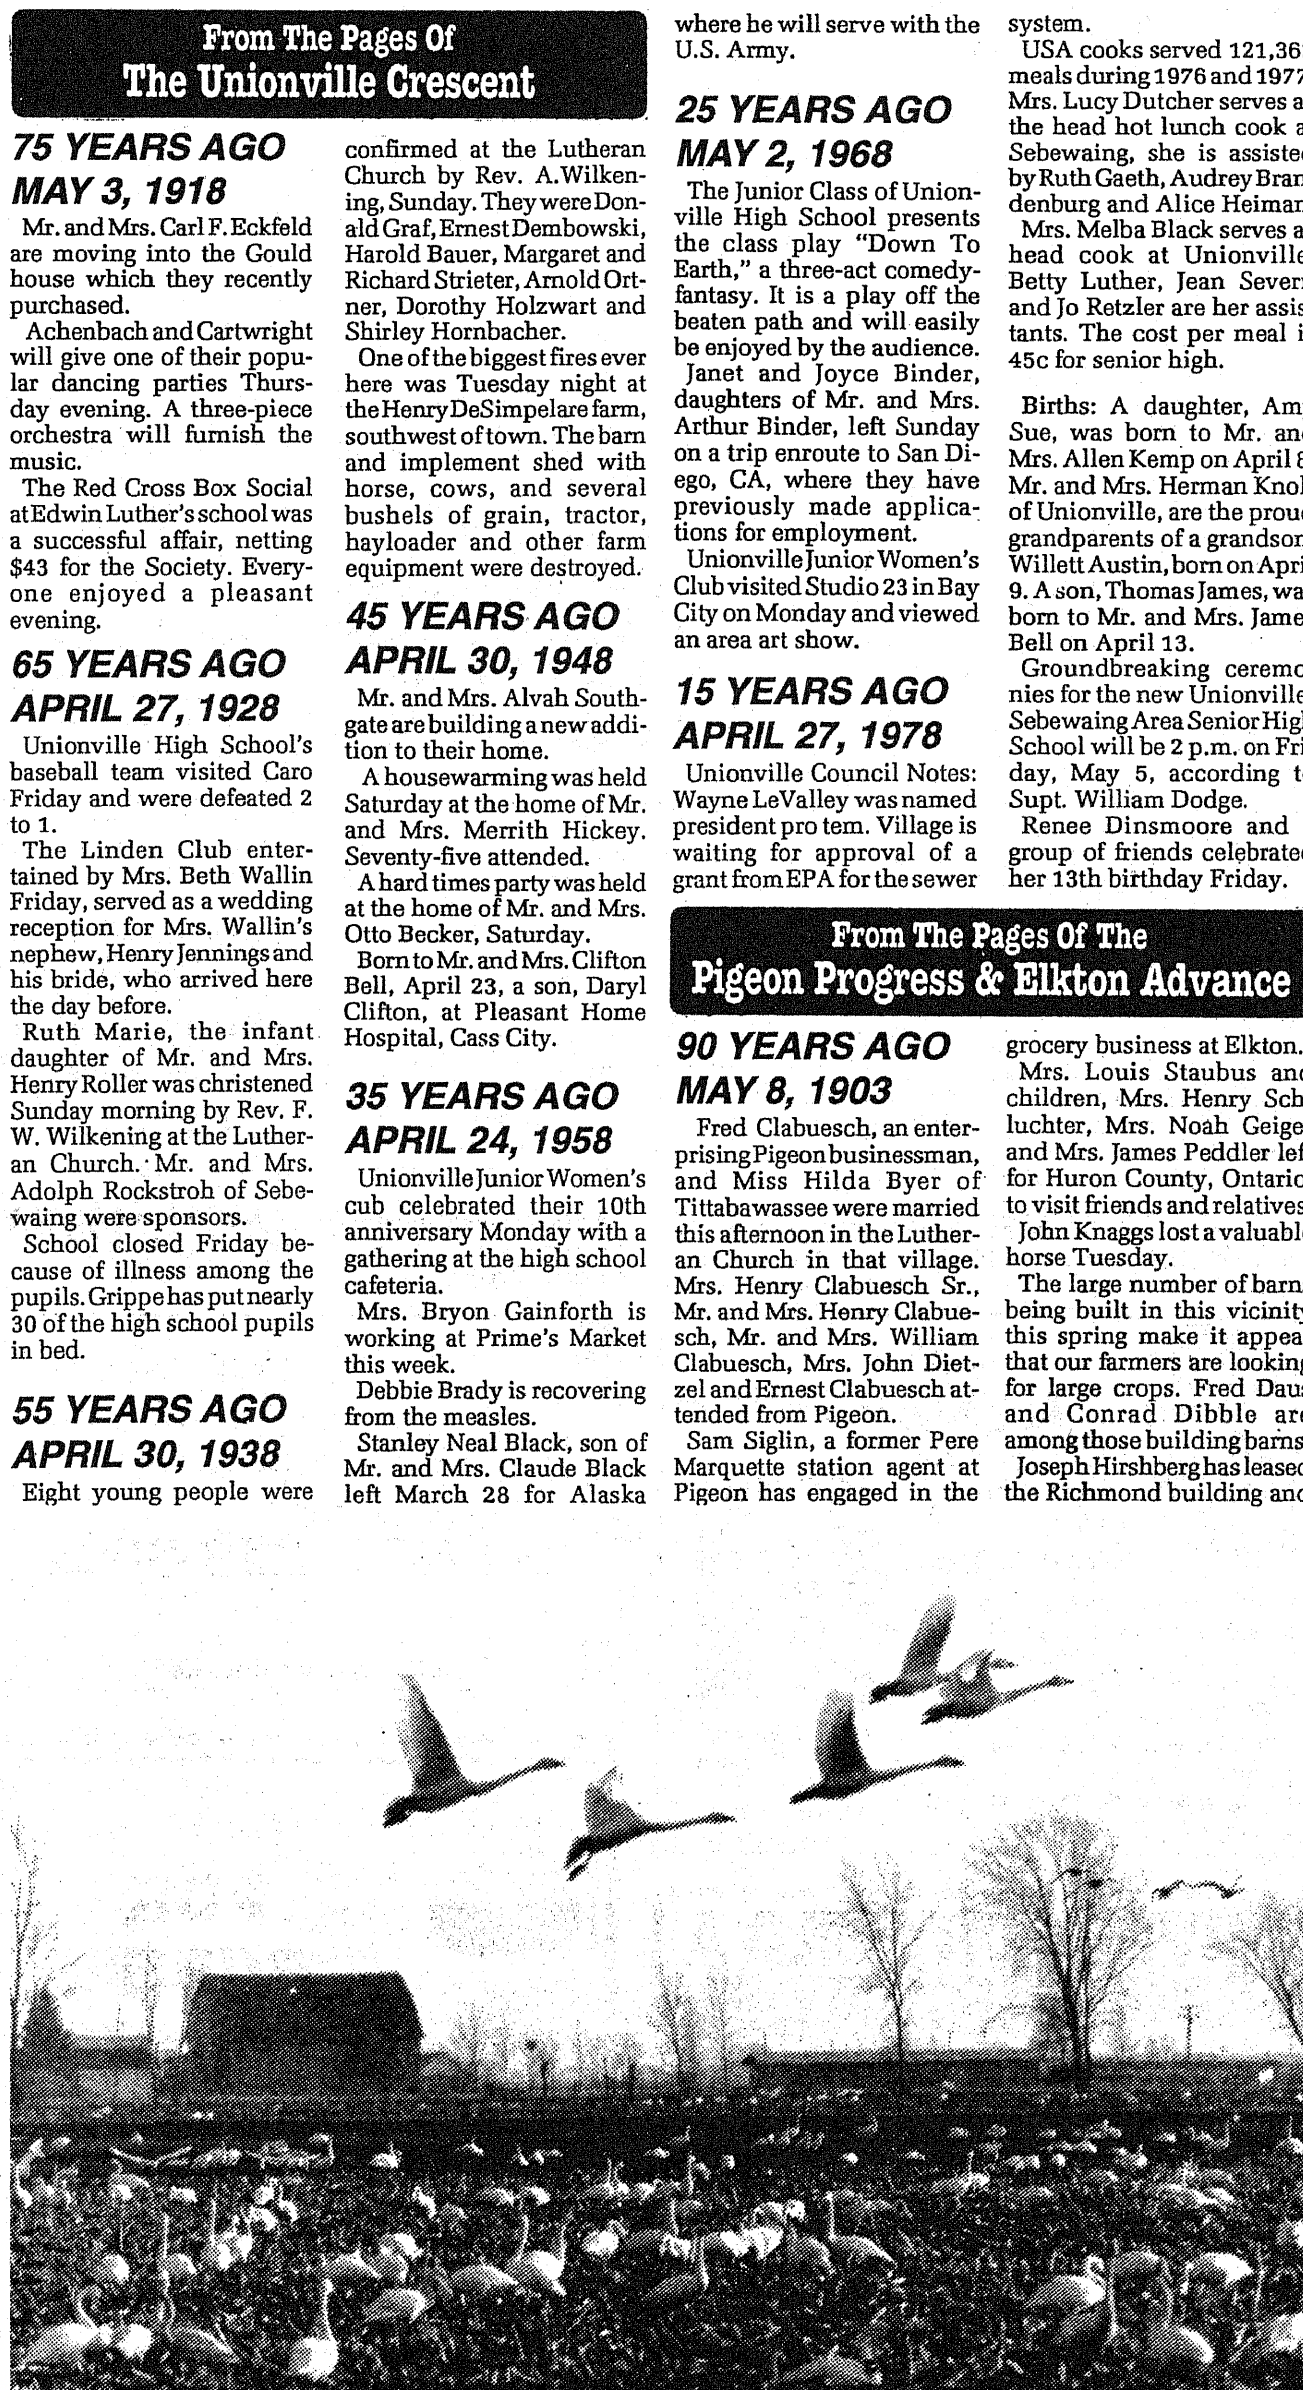 From The Pages Of
The Unionville Crescent
75 YEARS AGO
MAY 3, 1918
Mr. and Mrs. Carl F. Eckfeld
are moving into the Gould
house which they recently
purchased.
Achenbach and Cartwright
will give one of their popu-
lar dancing parties Thurs-
day evening. A three-piece
orchestra will furnish the
music.
The Red Cross Box Social
at Edwin Luther's school was
a successful affair, netting
$43 for the Society. Every-
one enjoyed a pleasant
evening.
65 YEARS AGO
APRIL 27, 1928
Unionville High School's
baseball team visited Caro
Friday and were defeated 2
to 1.
The Linden Club enter-
tained by Mrs. Beth Wallin
Friday, served as a wedding
reception for Mrs. Wallin's
nephew, Henry Jennings and
his bride, who arrived here
the day before.
Ruth Marie, the infant
daughter of Mr. and Mrs.
Henry Roller was christened
Sunday morning by Rev. F.
W. Wilkening at the Luther-
an Church. Mr. and Mrs.
Adolph Rockstroh of Sebe-
waing were sponsors.
School closed Friday be-
cause of illness among the
pupils. Grippe has put nearly
30 of the high school pupils
in bed.
55 YEARS AGO
APRIL 30, 1938
Eight young people were
confirmed at the Lutheran
Church by Rev. A.Wilken-
ing, Sunday. They were Don-
ald Graf, Ernest Dembowski,
Harold Bauer, Margaret and
Richard Strieter, Arnold Ort-
ner, Dorothy Holzwart and
Shirley Hornbacher.
One of the biggest fires ever
here was Tuesday night at
the Henry DeSimpelare farm,
southwest of town. The barn
and implement shed with
horse, cows, and several
bushels of grain, tractor,
hayloader and other farm
equipment were destroyed.
45 YEARS AGO
APRIL 30, 1948
Mr. and Mrs. Alvah South-
gate are building a new addi-
tion to their home.
A housewarming was held
Saturday at the home of Mr.
and Mrs. Merrith Hickey.
Seventy-five attended.
A hard times party was held
at the home of Mr. and Mrs.
Otto Becker, Saturday.
Born to Mr. and Mrs. Clifton
Bell, April 23, a son, Daryl
Clifton, at Pleasant Home
Hospital, Cass City.
35 YEARS AGO
APRIL 24, 1958
Unionville Junior Women's
cub celebrated their 10th
anniversary Monday with a
gathering at the high school
cafeteria.
Mrs. Bryon Gainforth is
working at Prime's Market
this week.
Debbie Brady is recovering
from the measles.
Stanley Neal Black, son of
Mr. and Mrs. Claude Black
left March 28 for Alaska
where he will serve with the
U.S. Army.
25 YEARS AGO
MAY 2, 1968
The Junior Class of Union-
ville High School presents
the class play "Down To
Earth," a three-act comedy-
fantasy. It is a play off the
beaten path and will easily
be enjoyed by the audience.
Janet and Joyce Binder,
daughters of Mr. and Mrs.
Arthur Binder, left Sunday
on a trip enroute to San Di-
ego, CA, where they have
previously made applica-
tions for employment.
Unionville Junior Women's
Club visited Studio 23 in Bay
City on Monday and viewed
an area art show.
15 YEARS AGO
APRIL 27, 1978
Unionville Council Notes:
Wayne LeValley was named
president pro tem. Village is
waiting for approval of a
grant from EPA for the sewer
system.
USA cooks served 121,36
meals during 1976 and 1977
Mrs. Lucy Dutcher serves a
the head hot lunch cook a
Sebewaing, she is assisted
by Ruth Gaeth, Audrey Bran
denburg and Alice Heiman
Mrs. Melba Black serves a
head cook at Unionville
Betty Luther, Jean Sever
and Jo Retzler are her assis
tants. The cost per meal i
45c for senior high.
Births: A daughter, Am
Sue, was born to Mr. and
Mrs. Allen Kemp on April 8
Mr. and Mrs. Herman Knol
of Unionville, are the proud
grandparents of a grandson
Willett Austin, born on Apri
9. A son, Thomas James, wa
born to Mr. and Mrs. Jame
Bell on April 13.
Groundbreaking ceremo
nies for the new Unionville
Sebewaing Area Senior High
School will be 2 p.m. on Fri
day, May 5, according t
Supt. William Dodge.
Renee Dinsmoore and
group of friends celebrated
her 13th birthday Friday.
From The Pages Of The
Pigeon Progress & Elkton Advance
90 YEARS AGO
MAY 8, 1903
Fred Clabuesch, an enter-
prising Pigeon businessman,
and Miss Hilda Byer of
Tittabawassee were married
this afternoon in the Luther-
an Church in that village.
Mrs. Henry Clabuesch Sr.,
Mr. and Mrs. Henry Clabue-
sch, Mr. and Mrs. William
Clabuesch, Mrs. John Diet-
zel and Ernest Clabuesch at-
tended from Pigeon.
Sam Siglin, a former Pere
Marquette station agent at
Pigeon has engaged in the
grocery business at Elkton.
Mrs. Louis Staubus and
children, Mrs. Henry Sch
luchter, Mrs. Noah Geige
and Mrs. James Peddler lef
for Huron County, Ontario
to visit friends and relatives
John Knaggs lost a valuabl
horse Tuesday.
The large number of barn
being built in this vicinity
this spring make it appea
that our farmers are looking
for large crops. Fred Daus
and Conrad Dibble are
among those building barns
Joseph Hirshberg has leased
the Richmond building and